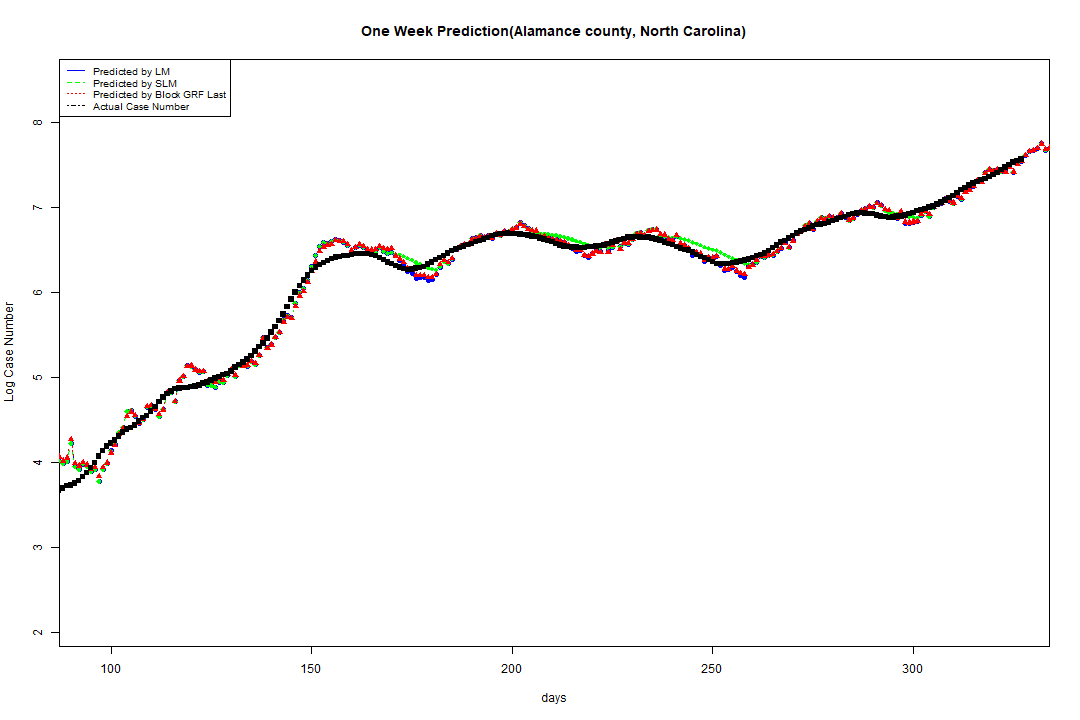 One Week Prediction(Alamance county, North Carolina)
Predicted by LM
Predicted by SLM
Predicted by Block GRF Last
Actual Case Number
8
7
6
5
4
3
2
Log Case Number
100 150 200 250 300
days